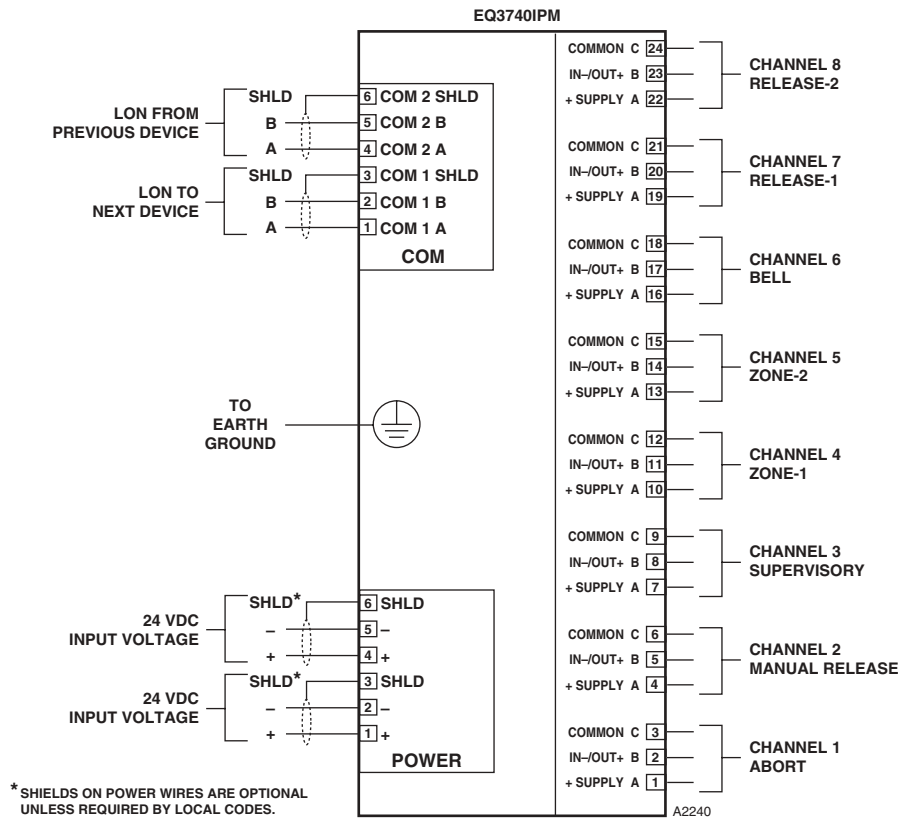 EQ3740IPM
LON FROM
PREVIOUS DEVICE
SHLD
B
A
6 COM 2 SHLD
5 COM 2 B
4 COM 2 A
LON TO
NEXT DEVICE
SHLD
B
A
3 COM 1 SHLD
2 COM 1 B
1 COM 1 A
COM
TO
EARTH
GROUND
24 VDC
INPUT VOLTAGE
SHLD*
–
+
6 SHLD
5 –
4 +
24 VDC
INPUT VOLTAGE
SHLD*
–
+
3 SHLD
2 –
1 +
POWER
* SHIELDS ON POWER WIRES ARE OPTIONAL
UNLESS REQUIRED BY LOCAL CODES.
COMMON C 24
IN–/OUT+ B 23
+ SUPPLY A 22
CHANNEL 8
RELEASE-2
COMMON C 21
IN–/OUT+ B 20
+ SUPPLY A 19
CHANNEL 7
RELEASE-1
COMMON C 18
IN–/OUT+ B 17
+ SUPPLY A 16
CHANNEL 6
BELL
COMMON C 15
IN–/OUT+ B 14
+ SUPPLY A 13
CHANNEL 5
ZONE-2
COMMON C 12
IN–/OUT+ B 11
+ SUPPLY A 10
CHANNEL 4
ZONE-1
COMMON C 9
IN–/OUT+ B 8
+ SUPPLY A 7
CHANNEL 3
SUPERVISORY
COMMON C 6
IN–/OUT+ B 5
+ SUPPLY A 4
CHANNEL 2
MANUAL RELEASE
COMMON C 3
IN–/OUT+ B 2
+ SUPPLY A 1
CHANNEL 1
ABORT
A2240